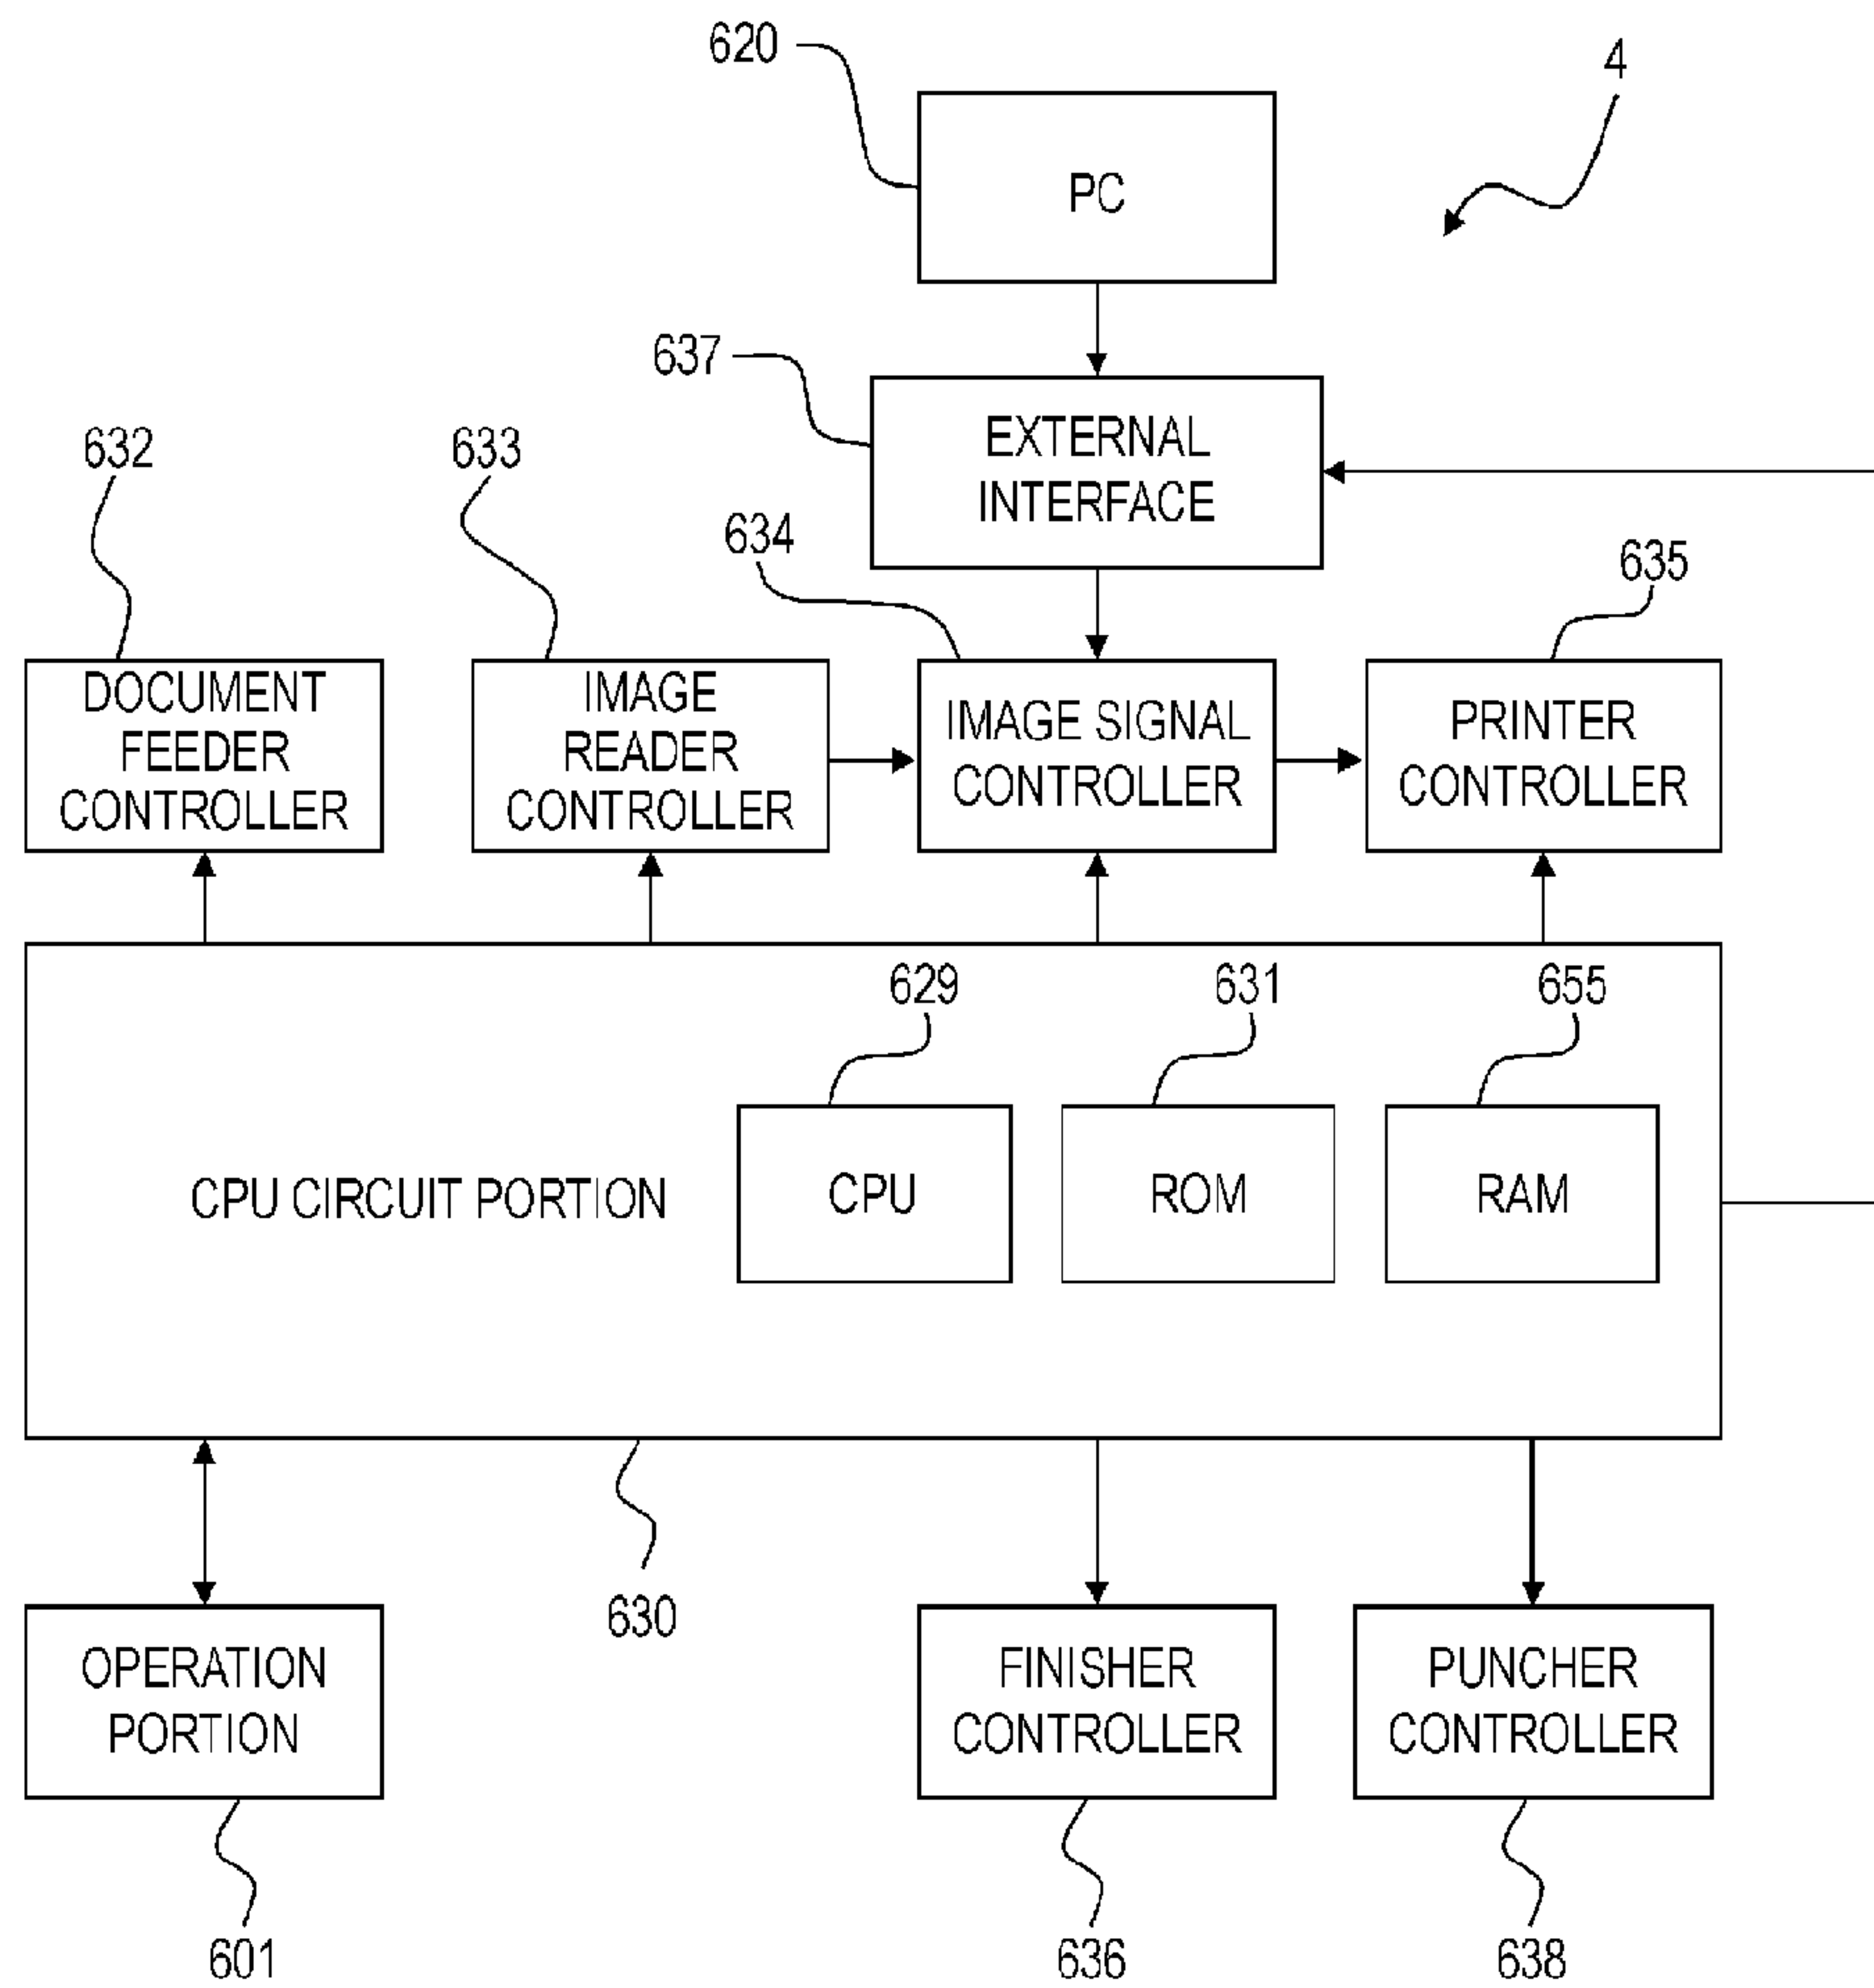 620
4
PC
637
EXTERNAL
INTERFACE
632
633
634
635
DOCUMENT
FEEDER
CONTROLLER
IMAGE
READER
CONTROLLER
IMAGE SIGNAL
CONTROLLER
PRINTER
CONTROLLER
629
631
655
CPU CIRCUIT PORTION
CPU
ROM
RAM
630
OPERATION
PORTION
FINISHER
CONTROLLER
PUNCHER
CONTROLLER
601
636
638